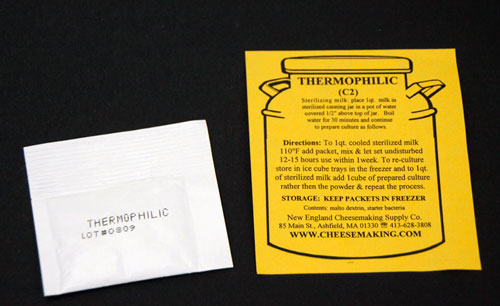 THERMOPHILIC
LOT#0809
THERMOPHILIC
(C2)
Sterilizing milk: place 1qt. milk in
sterilized canning jar in a pot of water
covered 1/2" above top of jar. Boil
water for 30 minutes and continue
to prepare culture as follows.
Directions: To 1qt. cooled sterilized milk
110°F add packet, mix & let set undisturbed
12-15 hours use within 1week. To re-culture
store in ice cube trays in the freezer and to 1qt.
of sterilized milk add 1cube of prepared culture
rather then the powder & repeat the process.
STORAGE: KEEP PACKETS IN FREEZER
Contents: malto dextrin, starter bacteria
New England Cheesemaking Supply Co.
85 Main St., Ashfield, MA 01330 ☎ 413-628-3808
WWW.CHEESEMAKING.COM